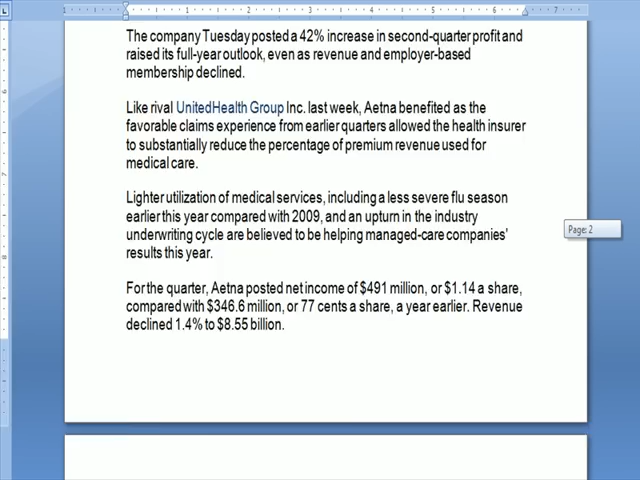 The company Tuesday posted a 42% increase in second-quarter profit and
raised its full-year outlook, even as revenue and employer-based
membership declined.
Like rival UnitedHealth Group Inc. last week, Aetna benefited as the
favorable claims experience from earlier quarters allowed the health insurer
to substantially reduce the percentage of premium revenue used for
medical care.
Lighter utilization of medical services, including a less severe flu season
earlier this year compared with 2009, and an upturn in the industry
underwriting cycle are believed to be helping managed-care companies'
results this year.
Page: 2
For the quarter, Aetna posted net income of $491 million, or $1.14 a share,
compared with $346.6 million, or 77 cents a share, a year earlier. Revenue
declined 1.4% to $8.55 billion.